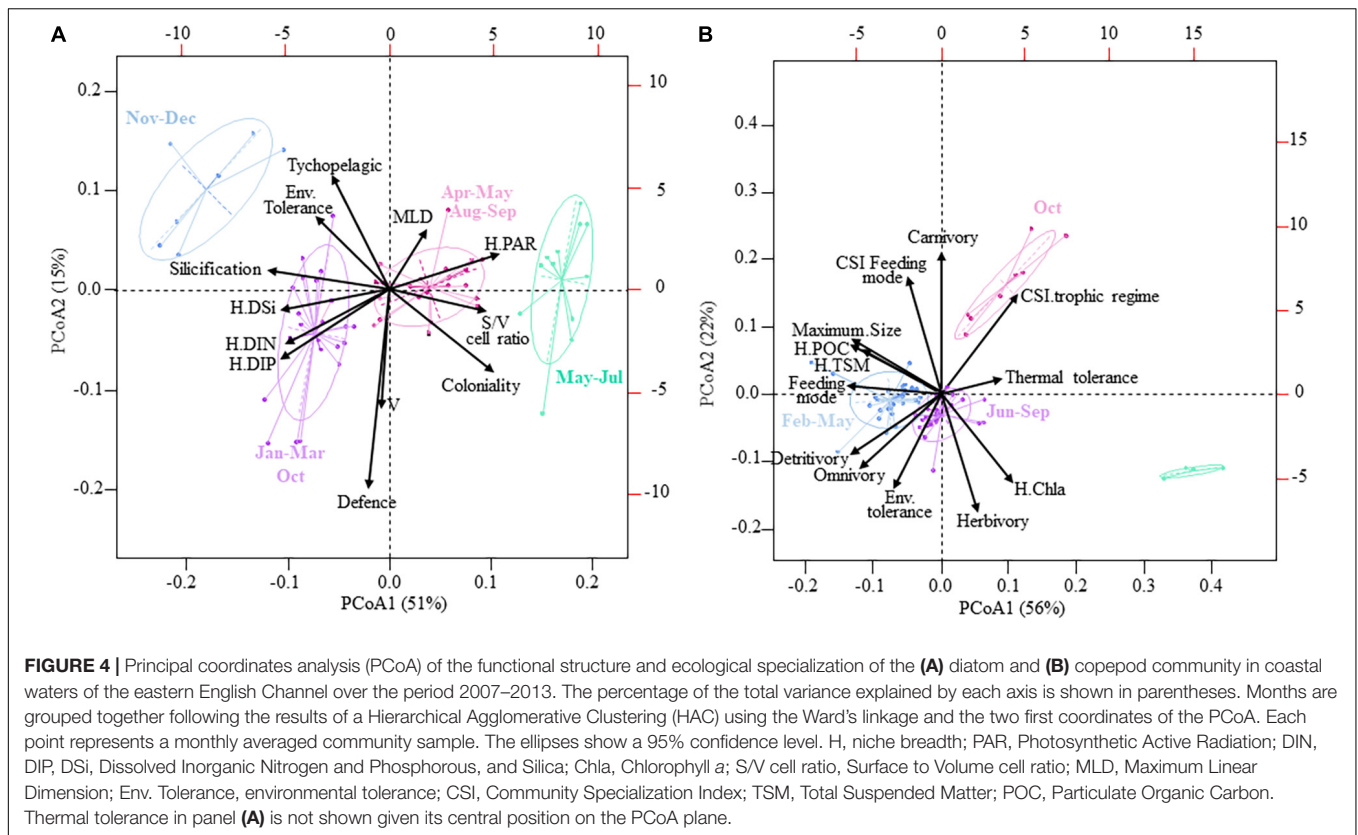 A
-10 -5 0 5 10
0.2
0.1
0.0
-0.1
-0.2
PCoA2 (15%)
10
5
0
-5
-10
Nov-Dec
Tychopelagic
Env.
Tolerance
MLD
Apr-May
Aug-Sep
H.PAR
Silicification
H.DSi
H.DIN
H.DIP
S/V
cell ratio
Coloniality
May-Jul
V
Jan-Mar
Oct
Defence
-0.2 -0.1 0.0 0.1 0.2
PCoA1 (51%)
B
-5 0 5 10 15
0.4
0.3
0.2
0.1
0.0
-0.1
-0.2
PCoA2 (22%)
15
10
5
0
-5
Oct
Carnivory
CSI Feeding
mode
CSI.trophic regime
Maximum.Size
H.POC
H.TSM
Feeding
mode
Thermal tolerance
Feb-May
Jun-Sep
Detritivory
Omnivory
Env.
tolerance
H.Chla
Herbivory
-0.2 -0.1 0.0 0.1 0.2 0.3 0.4
PCoA1 (56%)
FIGURE 4 | Principal coordinates analysis (PCoA) of the functional structure and ecological specialization of the (A) diatom and (B) copepod community in coastal
waters of the eastern English Channel over the period 2007–2013. The percentage of the total variance explained by each axis is shown in parentheses. Months are
grouped together following the results of a Hierarchical Agglomerative Clustering (HAC) using the Ward's linkage and the two first coordinates of the PCoA. Each
point represents a monthly averaged community sample. The ellipses show a 95% confidence level. H, niche breadth; PAR, Photosynthetic Active Radiation; DIN,
DIP, DSi, Dissolved Inorganic Nitrogen and Phosphorous, and Silica; Chla, Chlorophyll a; S/V cell ratio, Surface to Volume cell ratio; MLD, Maximum Linear
Dimension; Env. Tolerance, environmental tolerance; CSI, Community Specialization Index; TSM, Total Suspended Matter; POC, Particulate Organic Carbon.
Thermal tolerance in panel (A) is not shown given its central position on the PCoA plane.